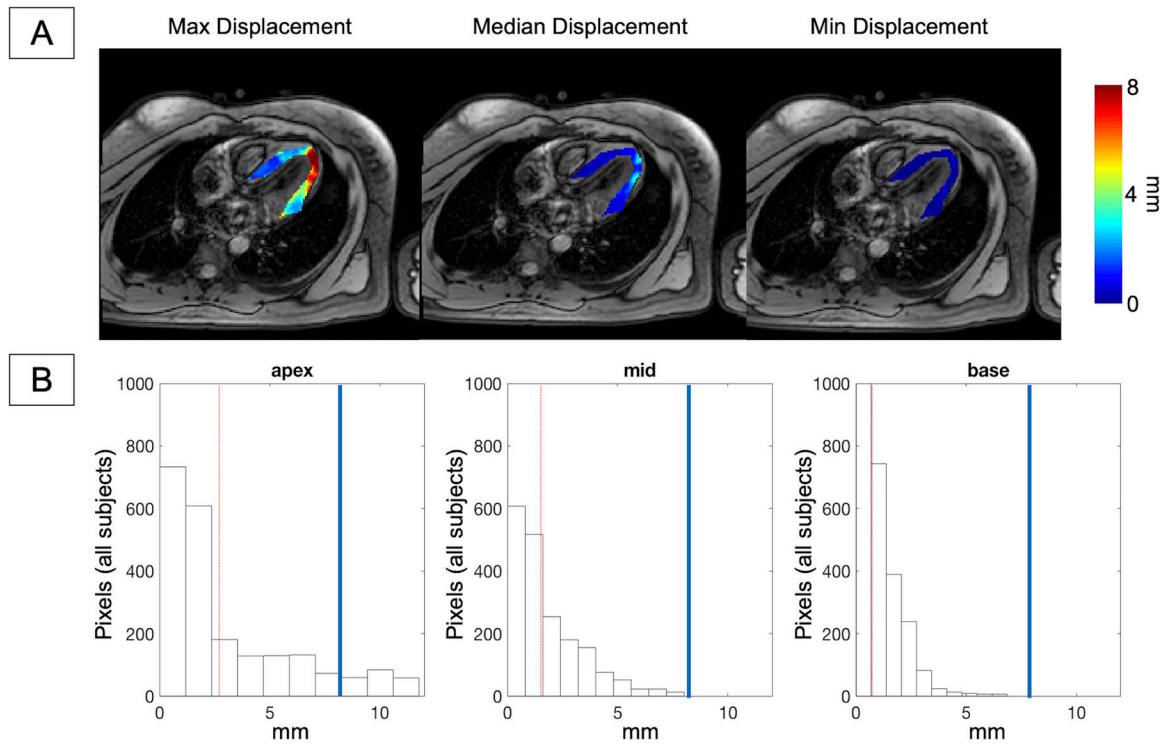 A
Max Displacement
Median Displacement
Min Displacement
8
4
0
mm
B
apex
Pixels (all subjects)
1000
800
600
400
200
0
0
5
10
mm
mid
Pixels (all subjects)
1000
800
600
400
200
0
0
5
10
mm
base
Pixels (all subjects)
1000
800
600
400
200
0
0
5
10
mm